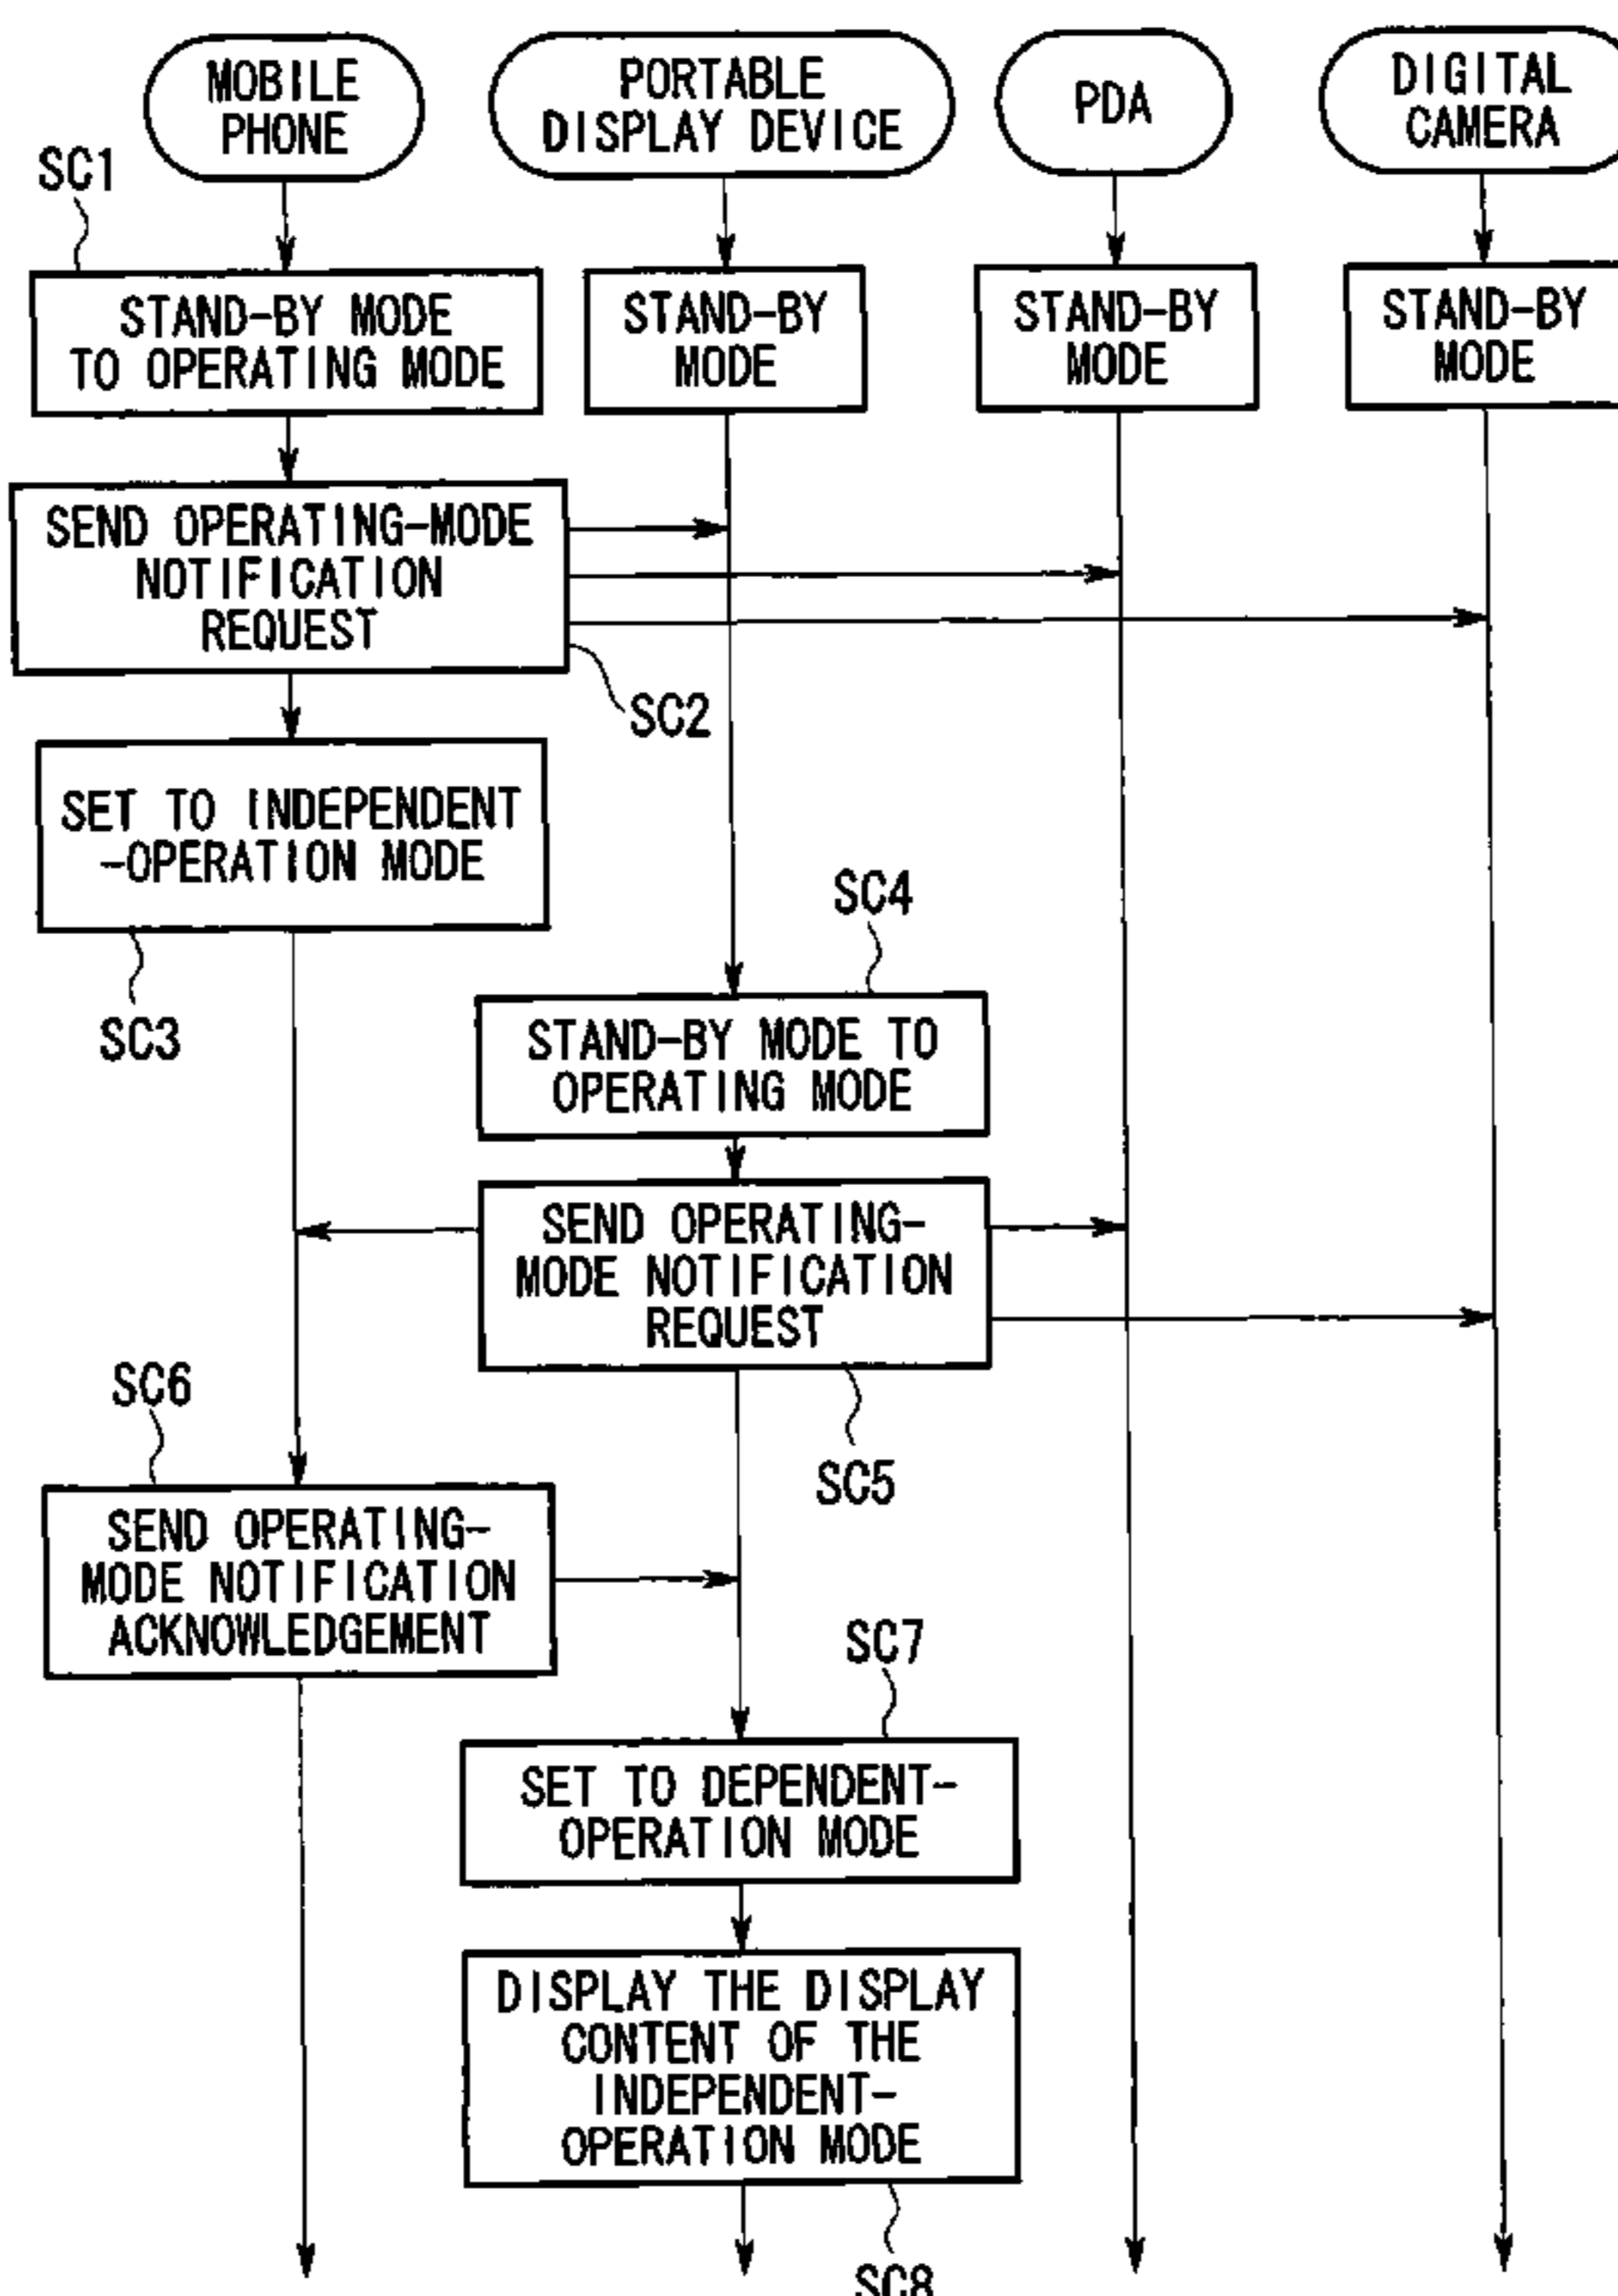 MOBILE
PHONE
PORTABLE
DISPLAY DEVICE
PDA
DIGITAL
CAMERA
SC1
STAND-BY MODE
TO OPERATING MODE
STAND-BY
MODE
STAND-BY
MODE
STAND-BY
MODE
SEND OPERATING-MODE
NOTIFICATION
REQUEST
SC2
SET TO INDEPENDENT
-OPERATION MODE
SC3
SC4
STAND-BY MODE TO
OPERATING MODE
SEND OPERATING-
MODE NOTIFICATION
REQUEST
SC5
SC6
SEND OPERATING-
MODE NOTIFICATION
ACKNOWLEDGEMENT
SC7
SET TO DEPENDENT-
OPERATION MODE
DISPLAY THE DISPLAY
CONTENT OF THE
INDEPENDENT-
OPERATION MODE
SC8